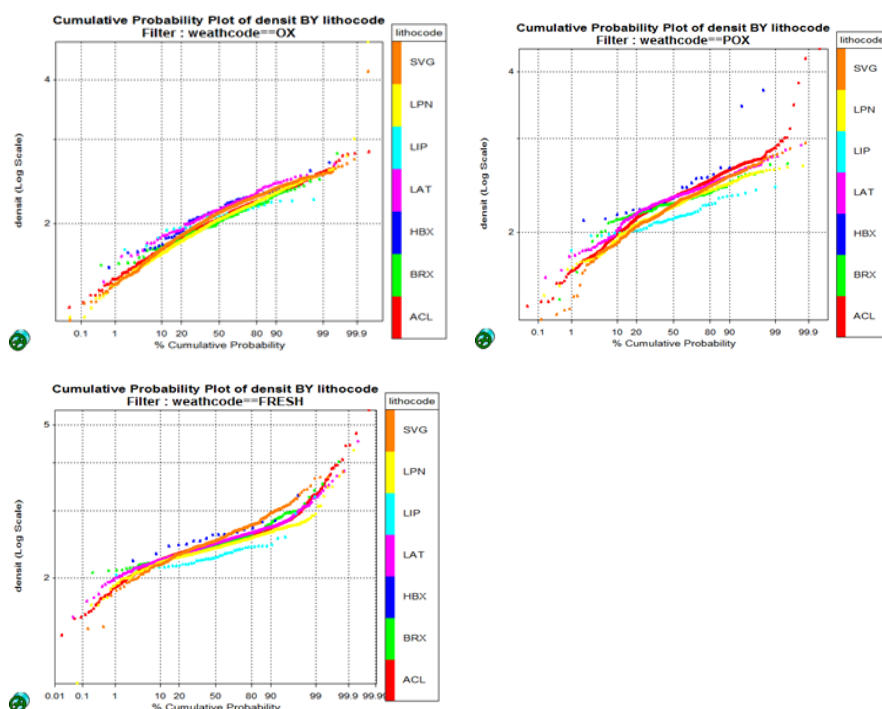 Cumulative Probability Plot of densit BY lithocode
Filter : weathcode==OX
lithocode
SVG
LPN
LIP
LAT
HBX
BRX
ACL
densit (Log Scale)
4
2
0.1 1 10 20 50 80 90 99 99.9
% Cumulative Probability
Cumulative Probability Plot of densit BY lithocode
Filter : weathcode==POX
lithocode
SVG
LPN
LIP
LAT
HBX
BRX
ACL
densit (Log Scale)
4
2
0.1 1 10 20 50 80 90 99 99.9
% Cumulative Probability
Cumulative Probability Plot of densit BY lithocode
Filter : weathcode==FRESH
lithocode
SVG
LPN
LIP
LAT
HBX
BRX
ACL
densit (Log Scale)
5
2
0.01 0.1 1 10 20 50 80 90 99 99.9 99.99
% Cumulative Probability